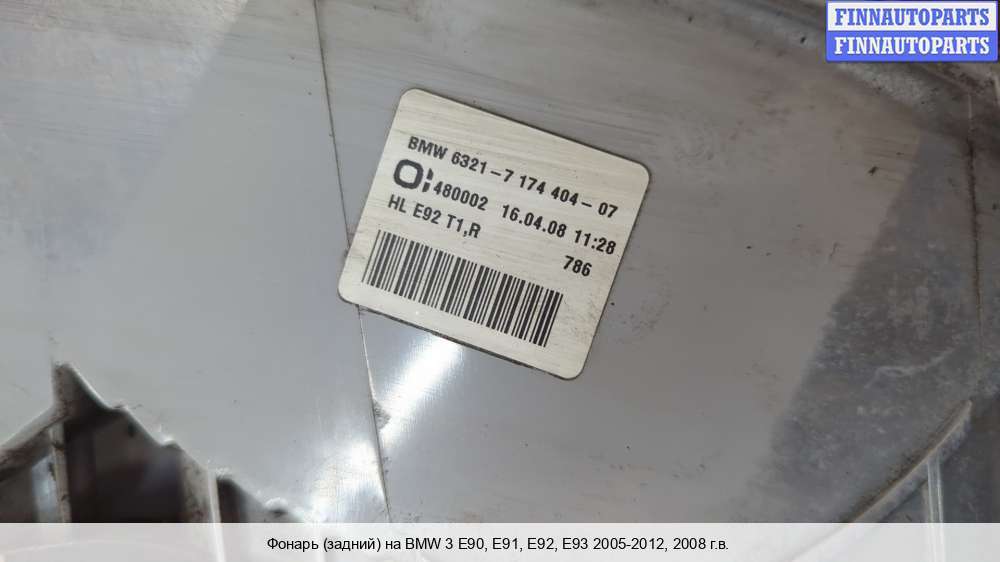 FINNAUTOPARTS
FINNAUTOPARTS
BMW 6321-7 174 404-07
480002 16.04.08 11:28
HL E92 T1,R
786
Фонарь (задний) на BMW 3 E90, E91, E92, E93 2005-2012, 2008 г.в.